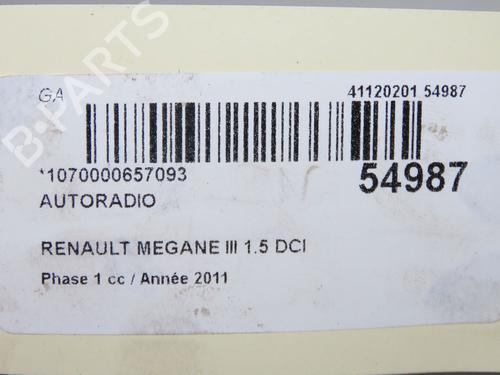 GA 41120201 54987
*1070000657093 54987
AUTORADIO
RENAULT MEGANE III 1.5 DCI
Phase 1 cc / Année 2011
B-PARTS